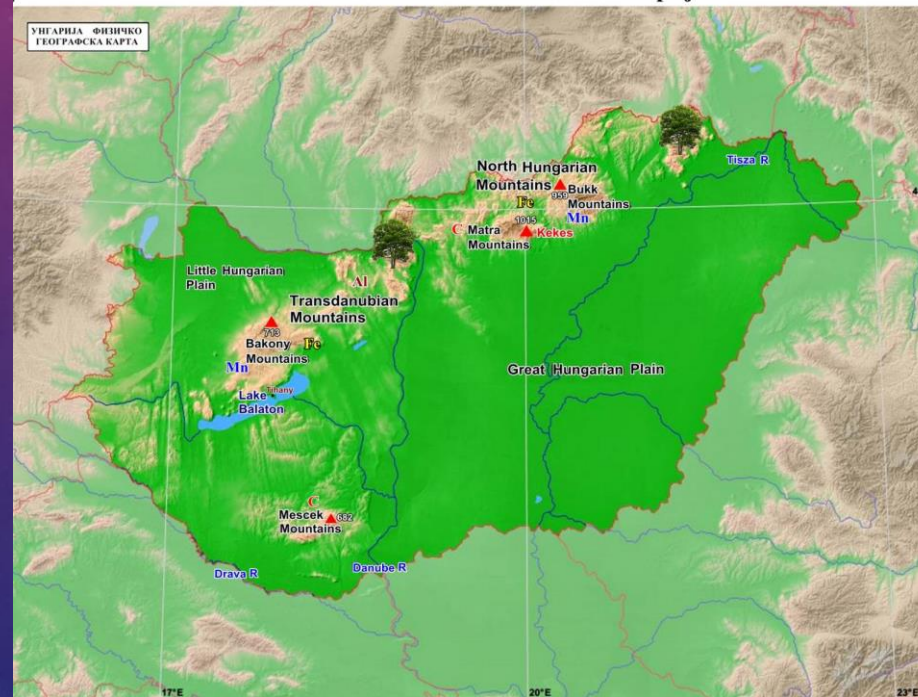 УНГАРИЈА ФИЗИЧКО
ГЕОГРАФСКА КАРТА
Tisza R
North Hungarian
Mountains
959
Bukk
Mountains
Fe
Mn
1015
Kekes
C
Matra
Mountains
Little Hungarian
Plain
Al
Transdanubian
Mountains
713
Bakony
Mountains
Fe
Mn
Great Hungarian Plain
Tihany
Lake
Balaton
C
Mescek
Mountains
682
Drava R
Danube R
17°E
20°E
23°E